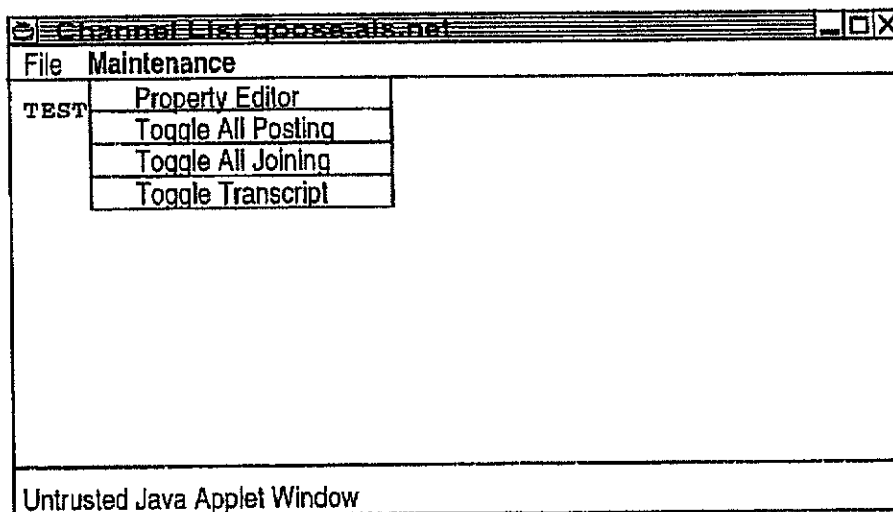 Channel List goose.ais.net
File Maintenance
TEST
Property Editor
Toggle All Posting
Toggle All Joining
Toggle Transcript
Untrusted Java Applet Window